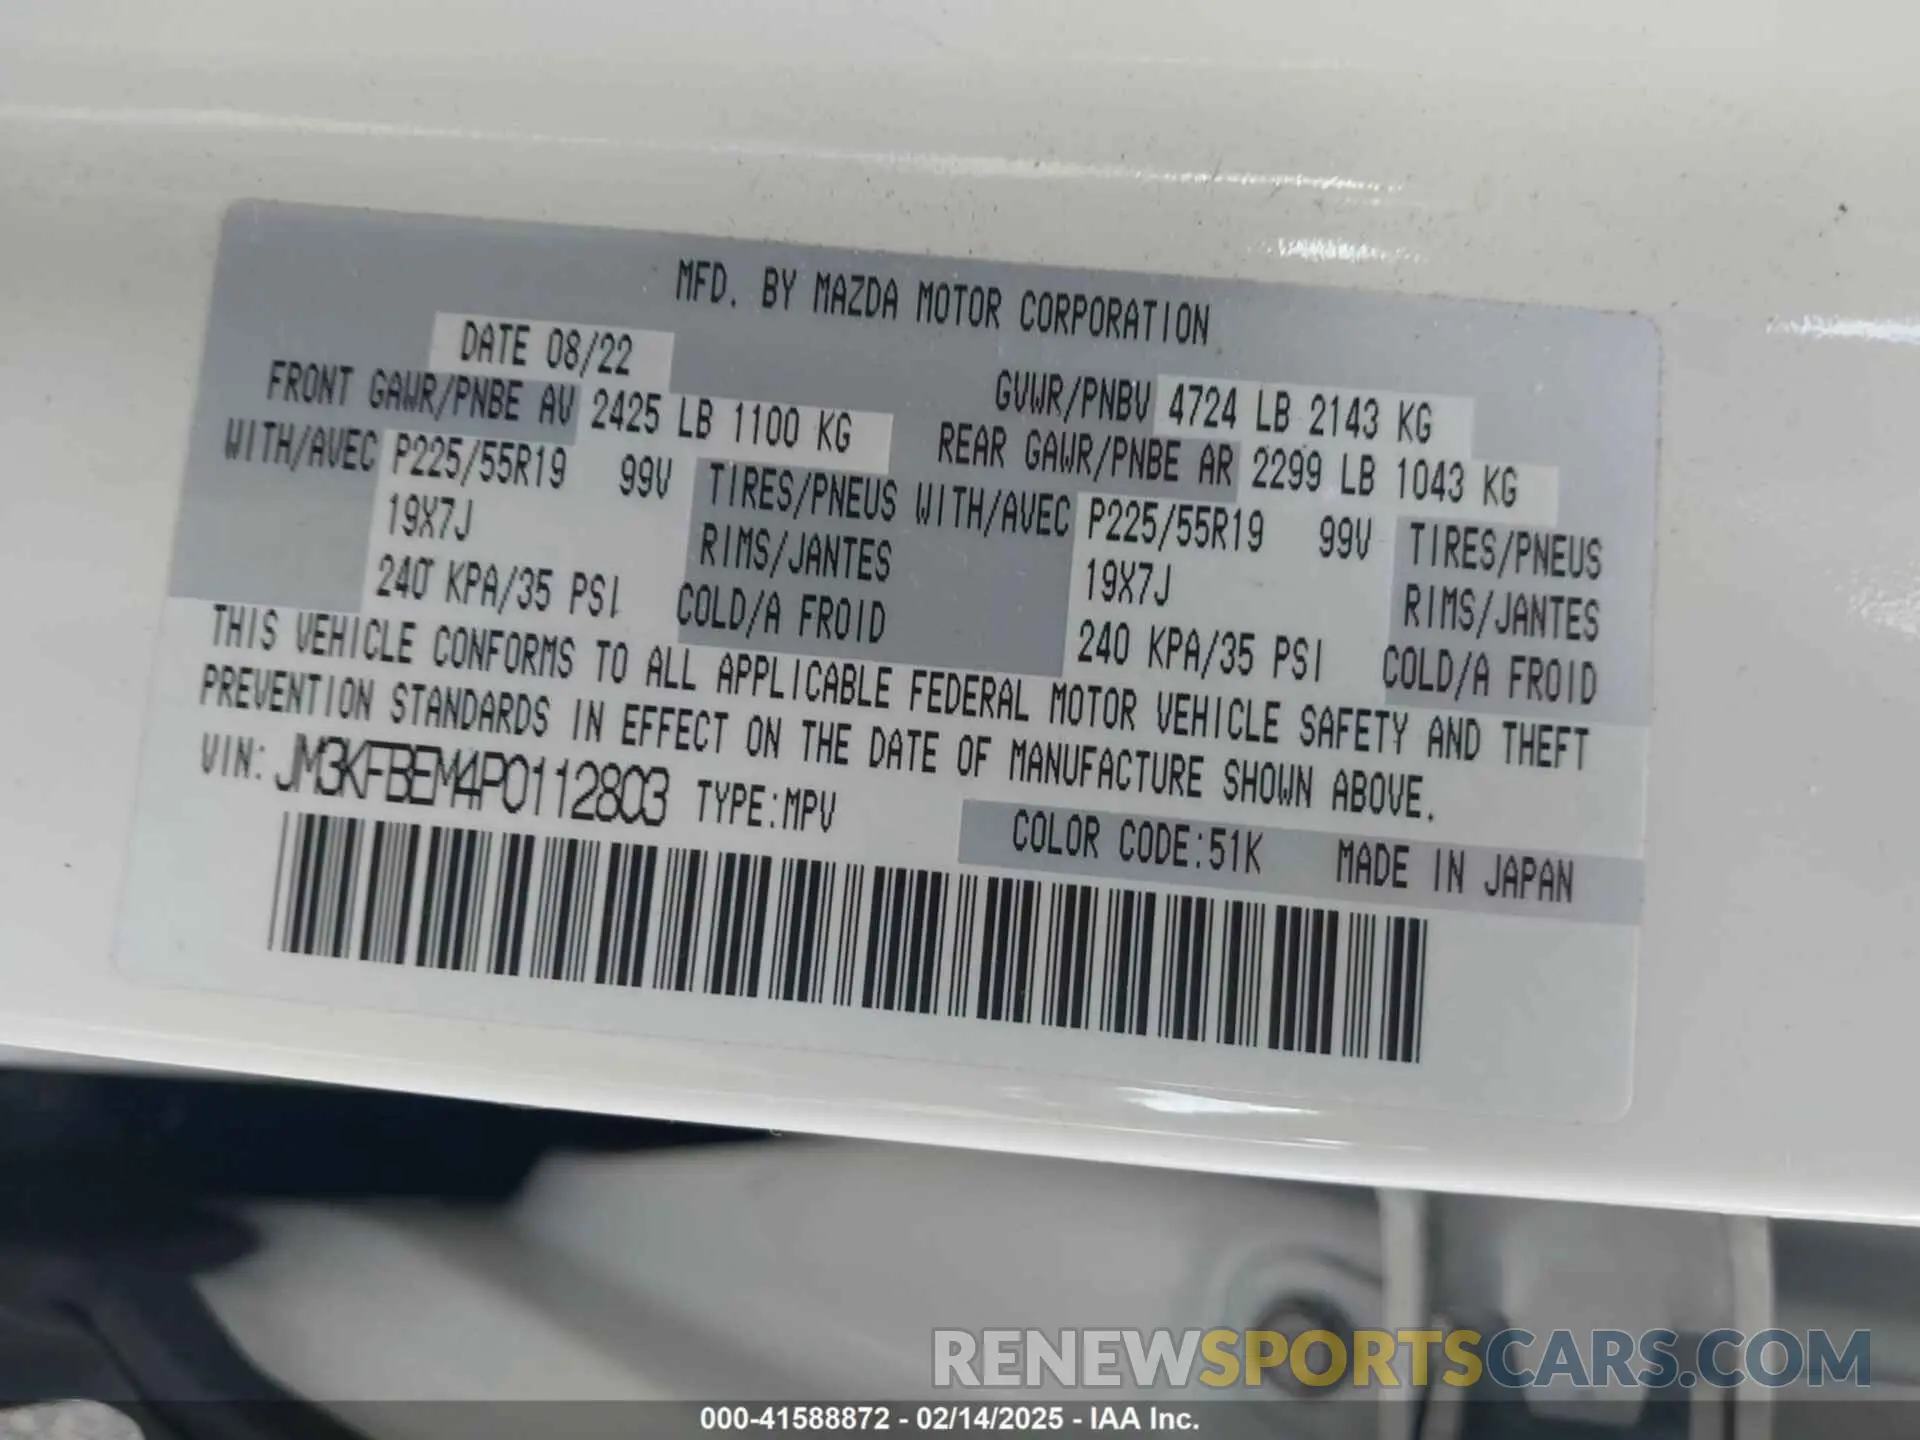 MFD. BY MAZDA MOTOR CORPORATION
DATE 08/22
GVWR/PNBV 4724 LB 2143 KG
FRONT GAWR/PNBE AV 2425 LB 1100 KG
REAR GAWR/PNBE AR 2299 LB 1043 KG
WITH/AVEC P225/55R19 99V TIRES/PNEUS
WITH/AVEC P225/55R19 99V TIRES/PNEUS
19X7J RIMS/JANTES
19X7J RIMS/JANTES
240 KPA/35 PSI COLD/A FROID
240 KPA/35 PSI COLD/A FROID
THIS VEHICLE CONFORMS TO ALL APPLICABLE FEDERAL MOTOR VEHICLE SAFETY AND THEFT
PREVENTION STANDARDS IN EFFECT ON THE DATE OF MANUFACTURE SHOWN ABOVE.
VIN: JM3KFBEM4P0112803 TYPE:MPV
COLOR CODE:51K MADE IN JAPAN
RENEWSPORTSCARS.COM
000-41588872 - 02/14/2025 - IAA Inc.